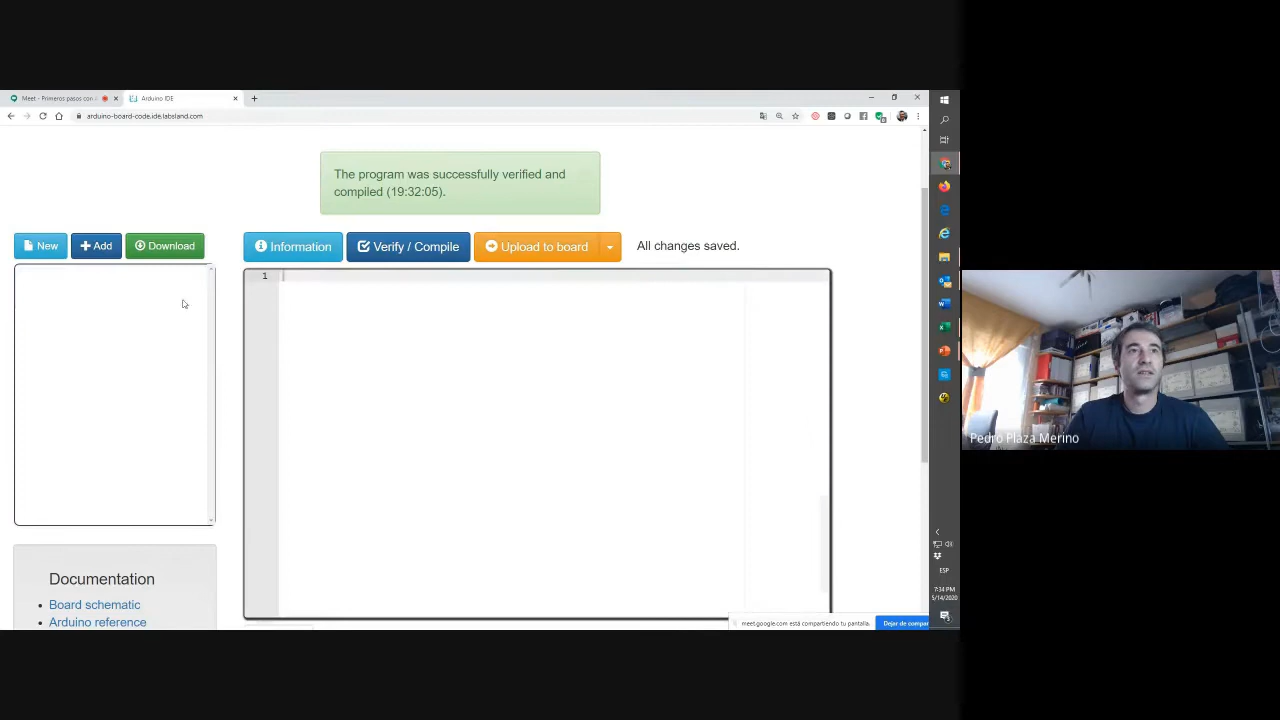 Meet - Primeros pasos con
Arduino IDE
arduino-board-code.ide.labsland.com
The program was successfully verified and
compiled (19:32:05).
New
Add
Download
Information
Verify / Compile
Upload to board
All changes saved.
1
Documentation
Board schematic
Arduino reference
Pedro Plaza Merino
ESP
7:34 PM
5/14/2020
meet.google.com está compartiendo tu pantalla.
Dejar de compar